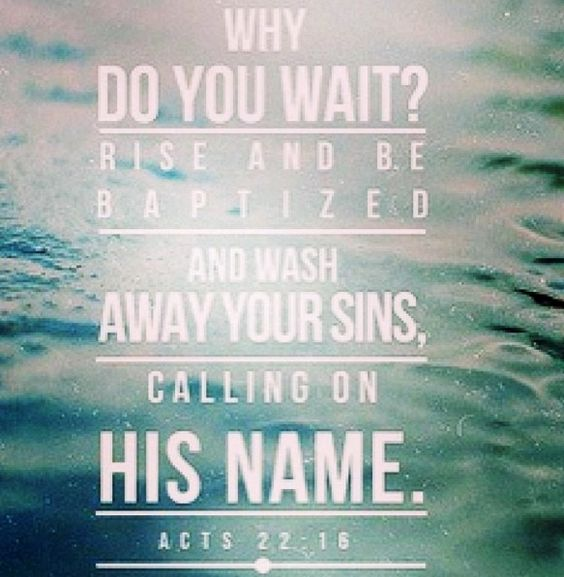 WHY
DO YOU WAIT?
RISE AND BE
BAPTIZED
AND WASH
AWAY YOUR SINS,
CALLING ON
HIS NAME.
ACTS 22-16